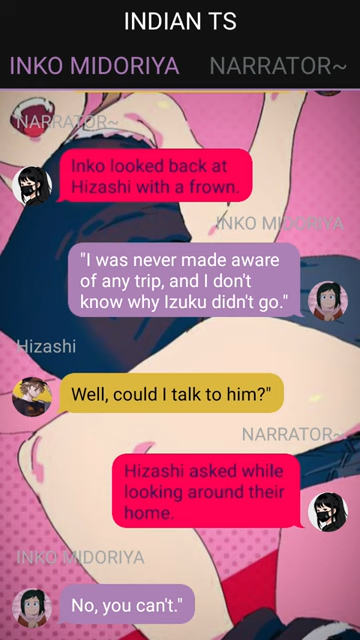 INDIAN TS
INKO MIDORIYA NARRATOR~
NARRATOR~
Inko looked back at
Hizashi with a frown.
INKO MIDORIYA
"I was never made aware
of any trip, and I don't
know why Izuku didn't go."
Hizashi
Well, could I talk to him?"
NARRATOR~
Hizashi asked while
looking around their
home.
INKO MIDORIYA
No, you can't."